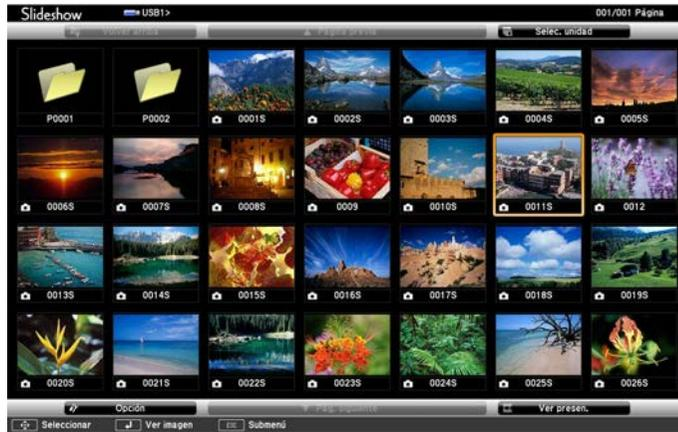 Slideshow USB1> 001/001 Página
Volver arriba Página previa Selec. unidad
P0001 P0002 0001S 0002S 0003S 0004S 0005S
0006S 0007S 0008S 0009 0010S 0011S 0012
0013S 0014S 0015S 0016S 0017S 0018S 0019S
0020S 0021S 0022S 0023S 0024S 0025S 0026S
Opción Pág. siguiente Ver presen.
Seleccionar Ver imagen ESC Submenú